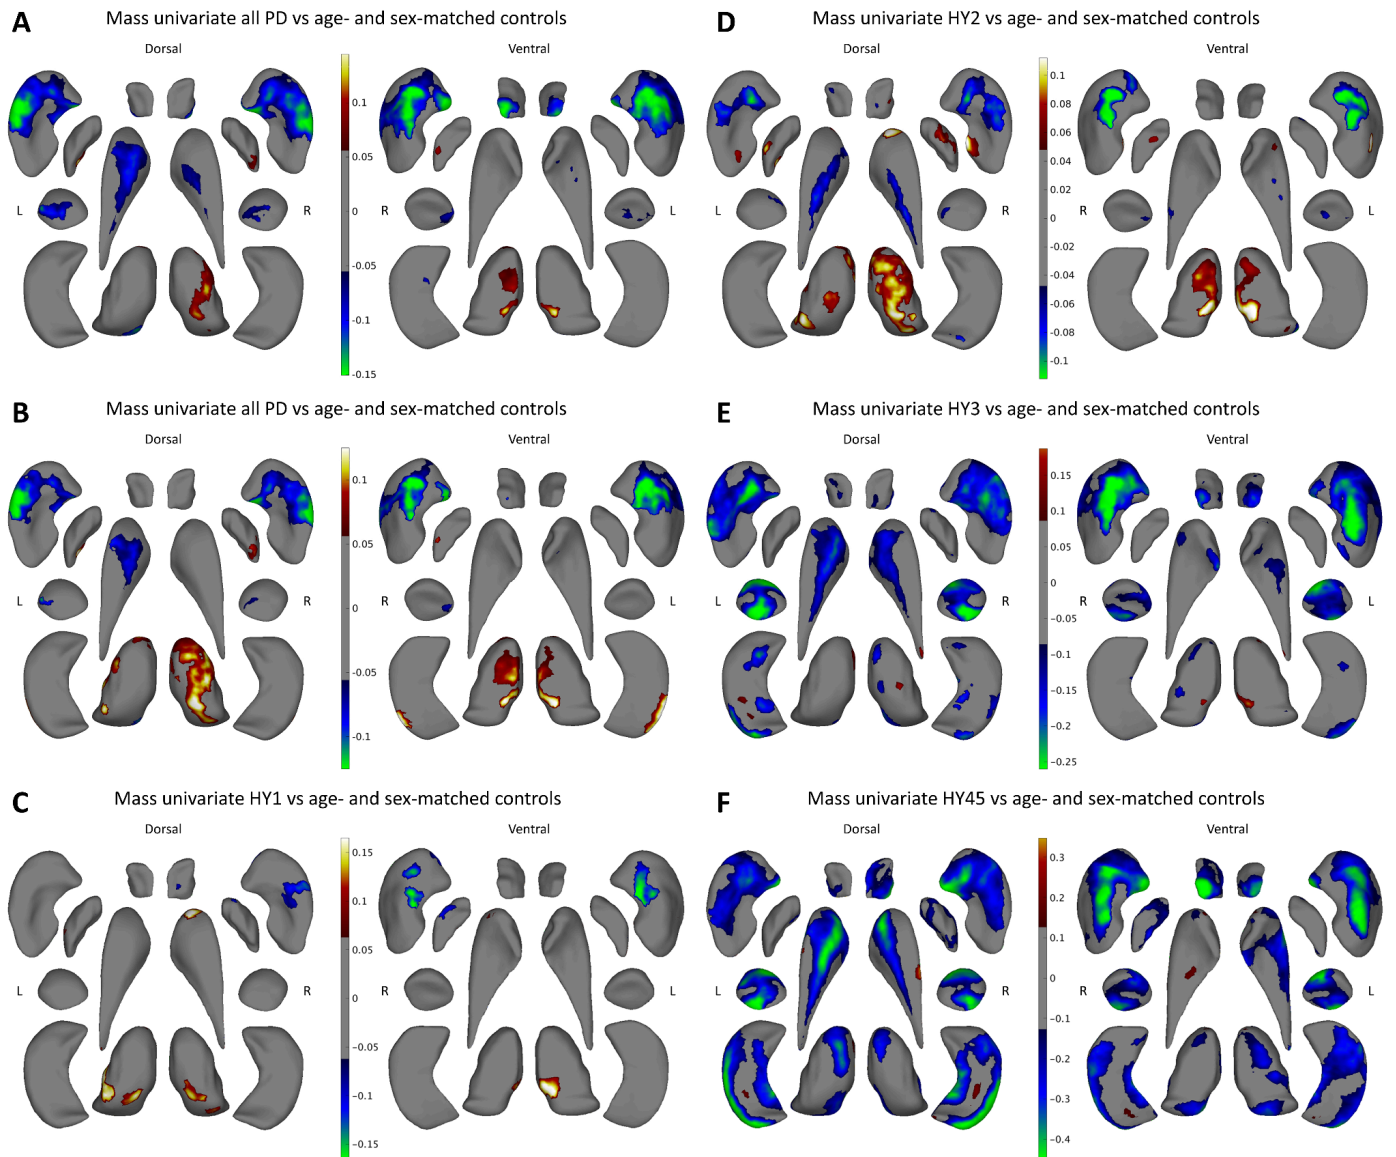 A
Mass univariate all PD vs age- and sex-matched controls
Dorsal
Ventral
L
R
R
L
0.1
0.05
0
−0.05
−0.1
−0.15
D
Mass univariate HY2 vs age- and sex-matched controls
Dorsal
Ventral
L
R
R
L
0.1
0.08
0.06
0.04
0.02
0
−0.02
−0.04
−0.06
−0.08
−0.1
B
Mass univariate all PD vs age- and sex-matched controls
Dorsal
Ventral
L
R
R
L
0.1
0.05
0
−0.05
−0.1
E
Mass univariate HY3 vs age- and sex-matched controls
Dorsal
Ventral
L
R
R
L
0.15
0.1
0.05
0
−0.05
−0.1
−0.15
−0.2
−0.25
C
Mass univariate HY1 vs age- and sex-matched controls
Dorsal
Ventral
L
R
R
L
0.15
0.1
0.05
0
−0.05
−0.1
−0.15
F
Mass univariate HY45 vs age- and sex-matched controls
Dorsal
Ventral
L
R
R
L
0.3
0.2
0.1
0
−0.1
−0.2
−0.3
−0.4